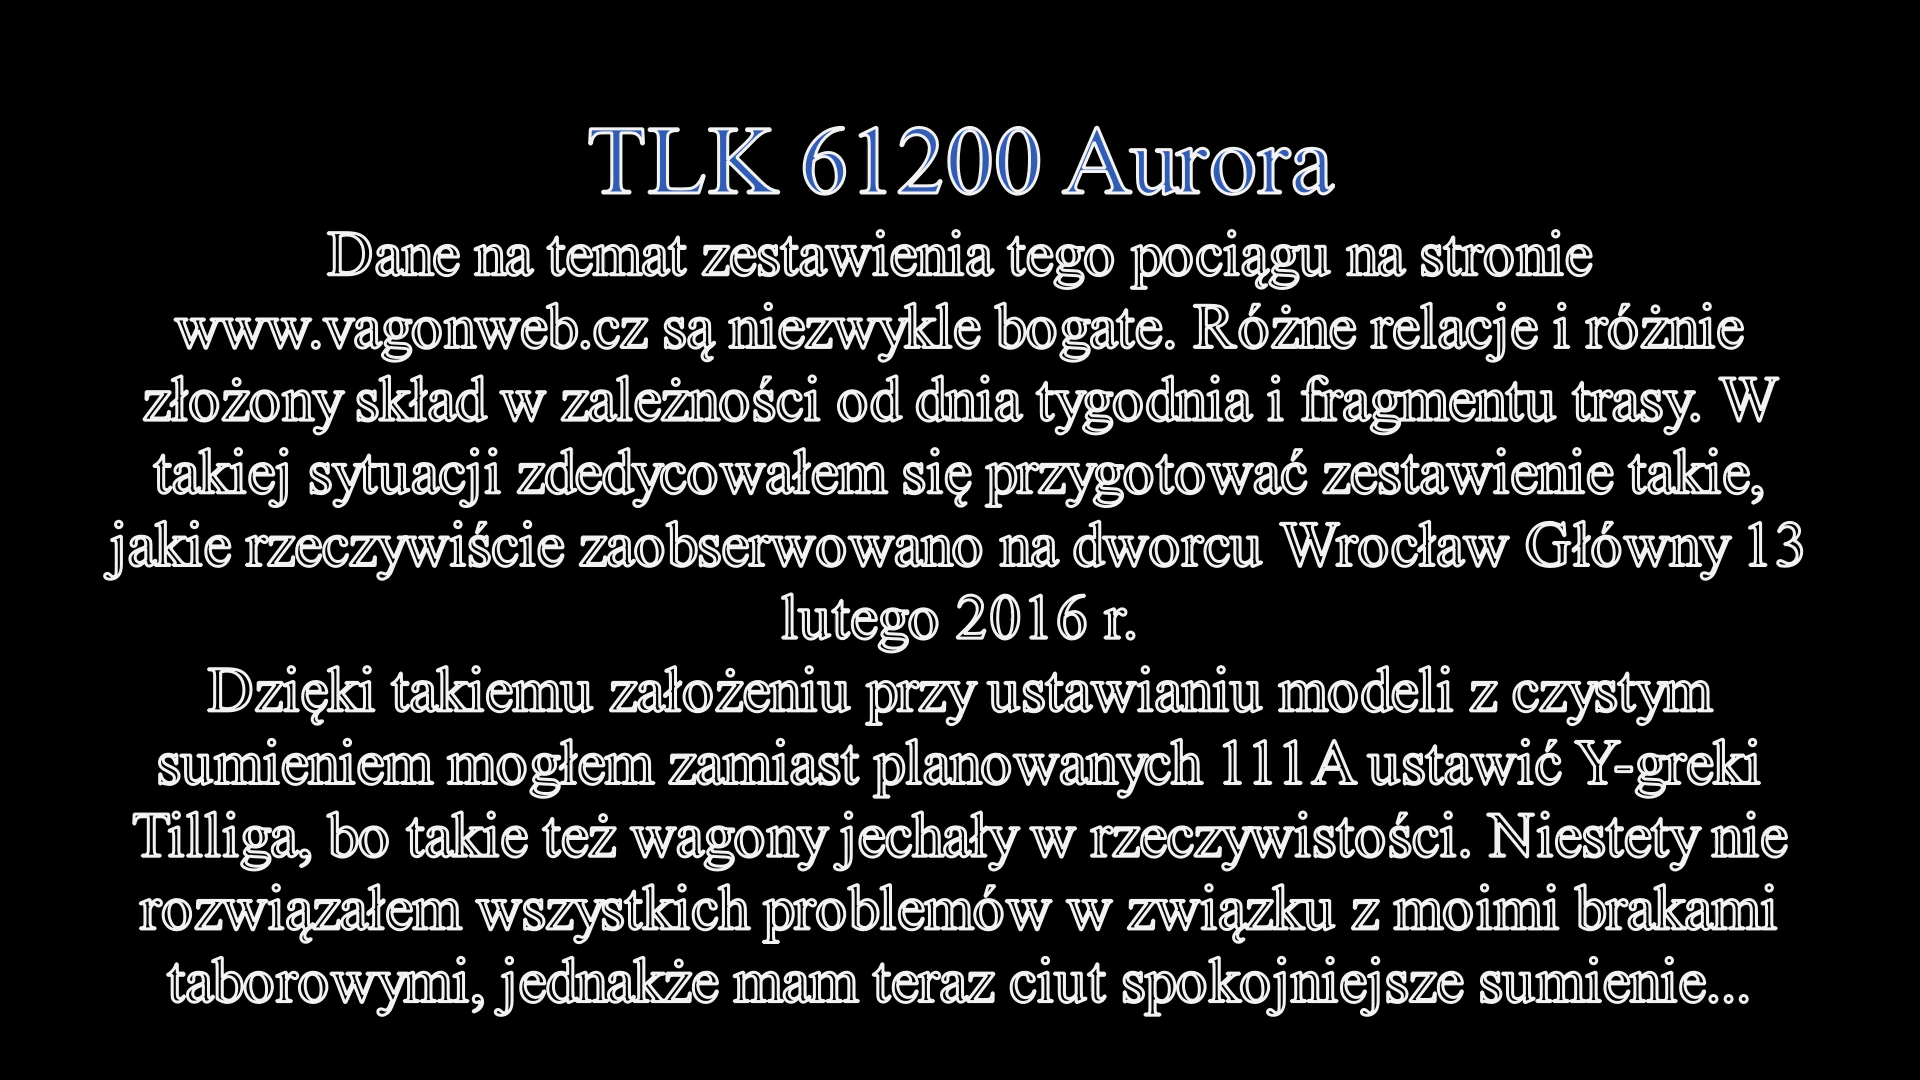 TLK 61200 Aurora
Dane na temat zestawienia tego pociągu na stronie
www.vagonweb.cz są niezwykle bogate. Różne relacje i różnie
złożony skład w zależności od dnia tygodnia i fragmentu trasy. W
takiej sytuacji zdedycowałem się przygotować zestawienie takie,
jakie rzeczywiście zaobserwowano na dworcu Wrocław Główny 13
lutego 2016 r.
Dzięki takiemu założeniu przy ustawianiu modeli z czystym
sumieniem mogłem zamiast planowanych 111A ustawić Y-greki
Tilliga, bo takie też wagony jechały w rzeczywistości. Niestety nie
rozwiązałem wszystkich problemów w związku z moimi brakami
taborowymi, jednakże mam teraz ciut spokojniejsze sumienie...